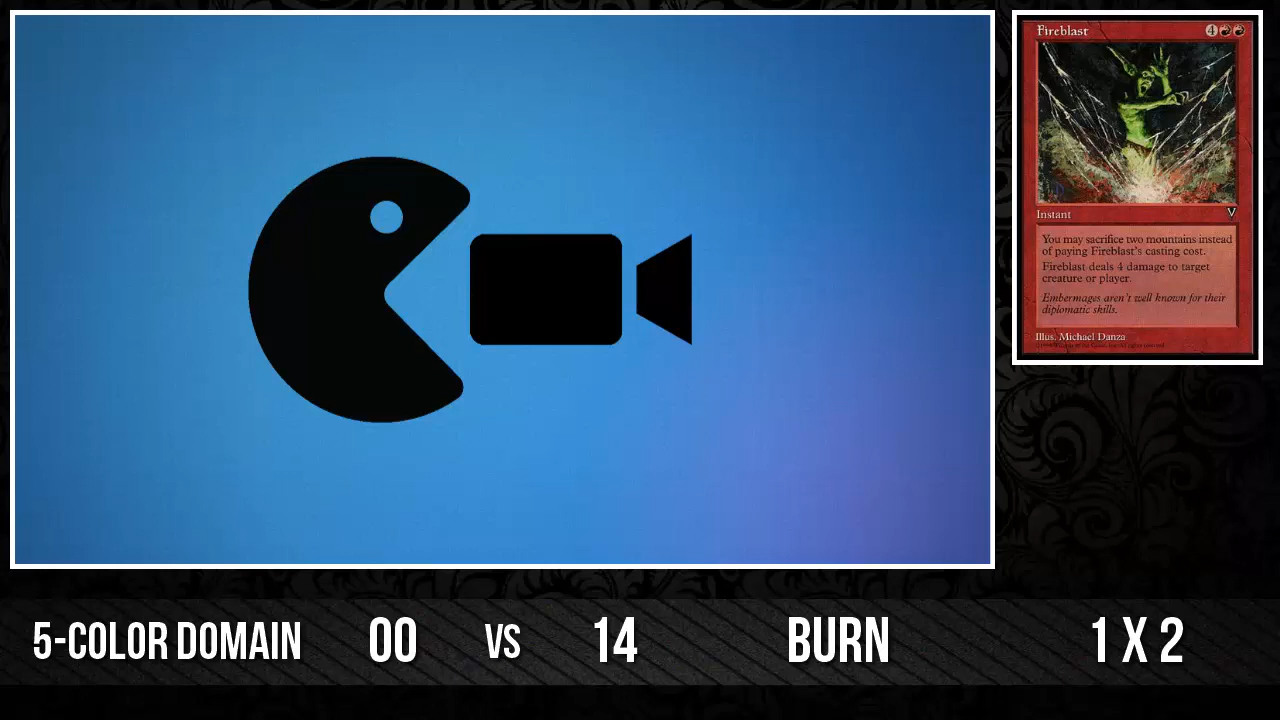 Fireblast
4
Instant
V
You may sacrifice two mountains instead
of paying Fireblast's casting cost.
Fireblast deals 4 damage to target
creature or player.
Embermages aren't well known for their
diplomatic skills.
Illus. Michael Danza
5-COLOR DOMAIN 00 VS 14 BURN 1 X 2